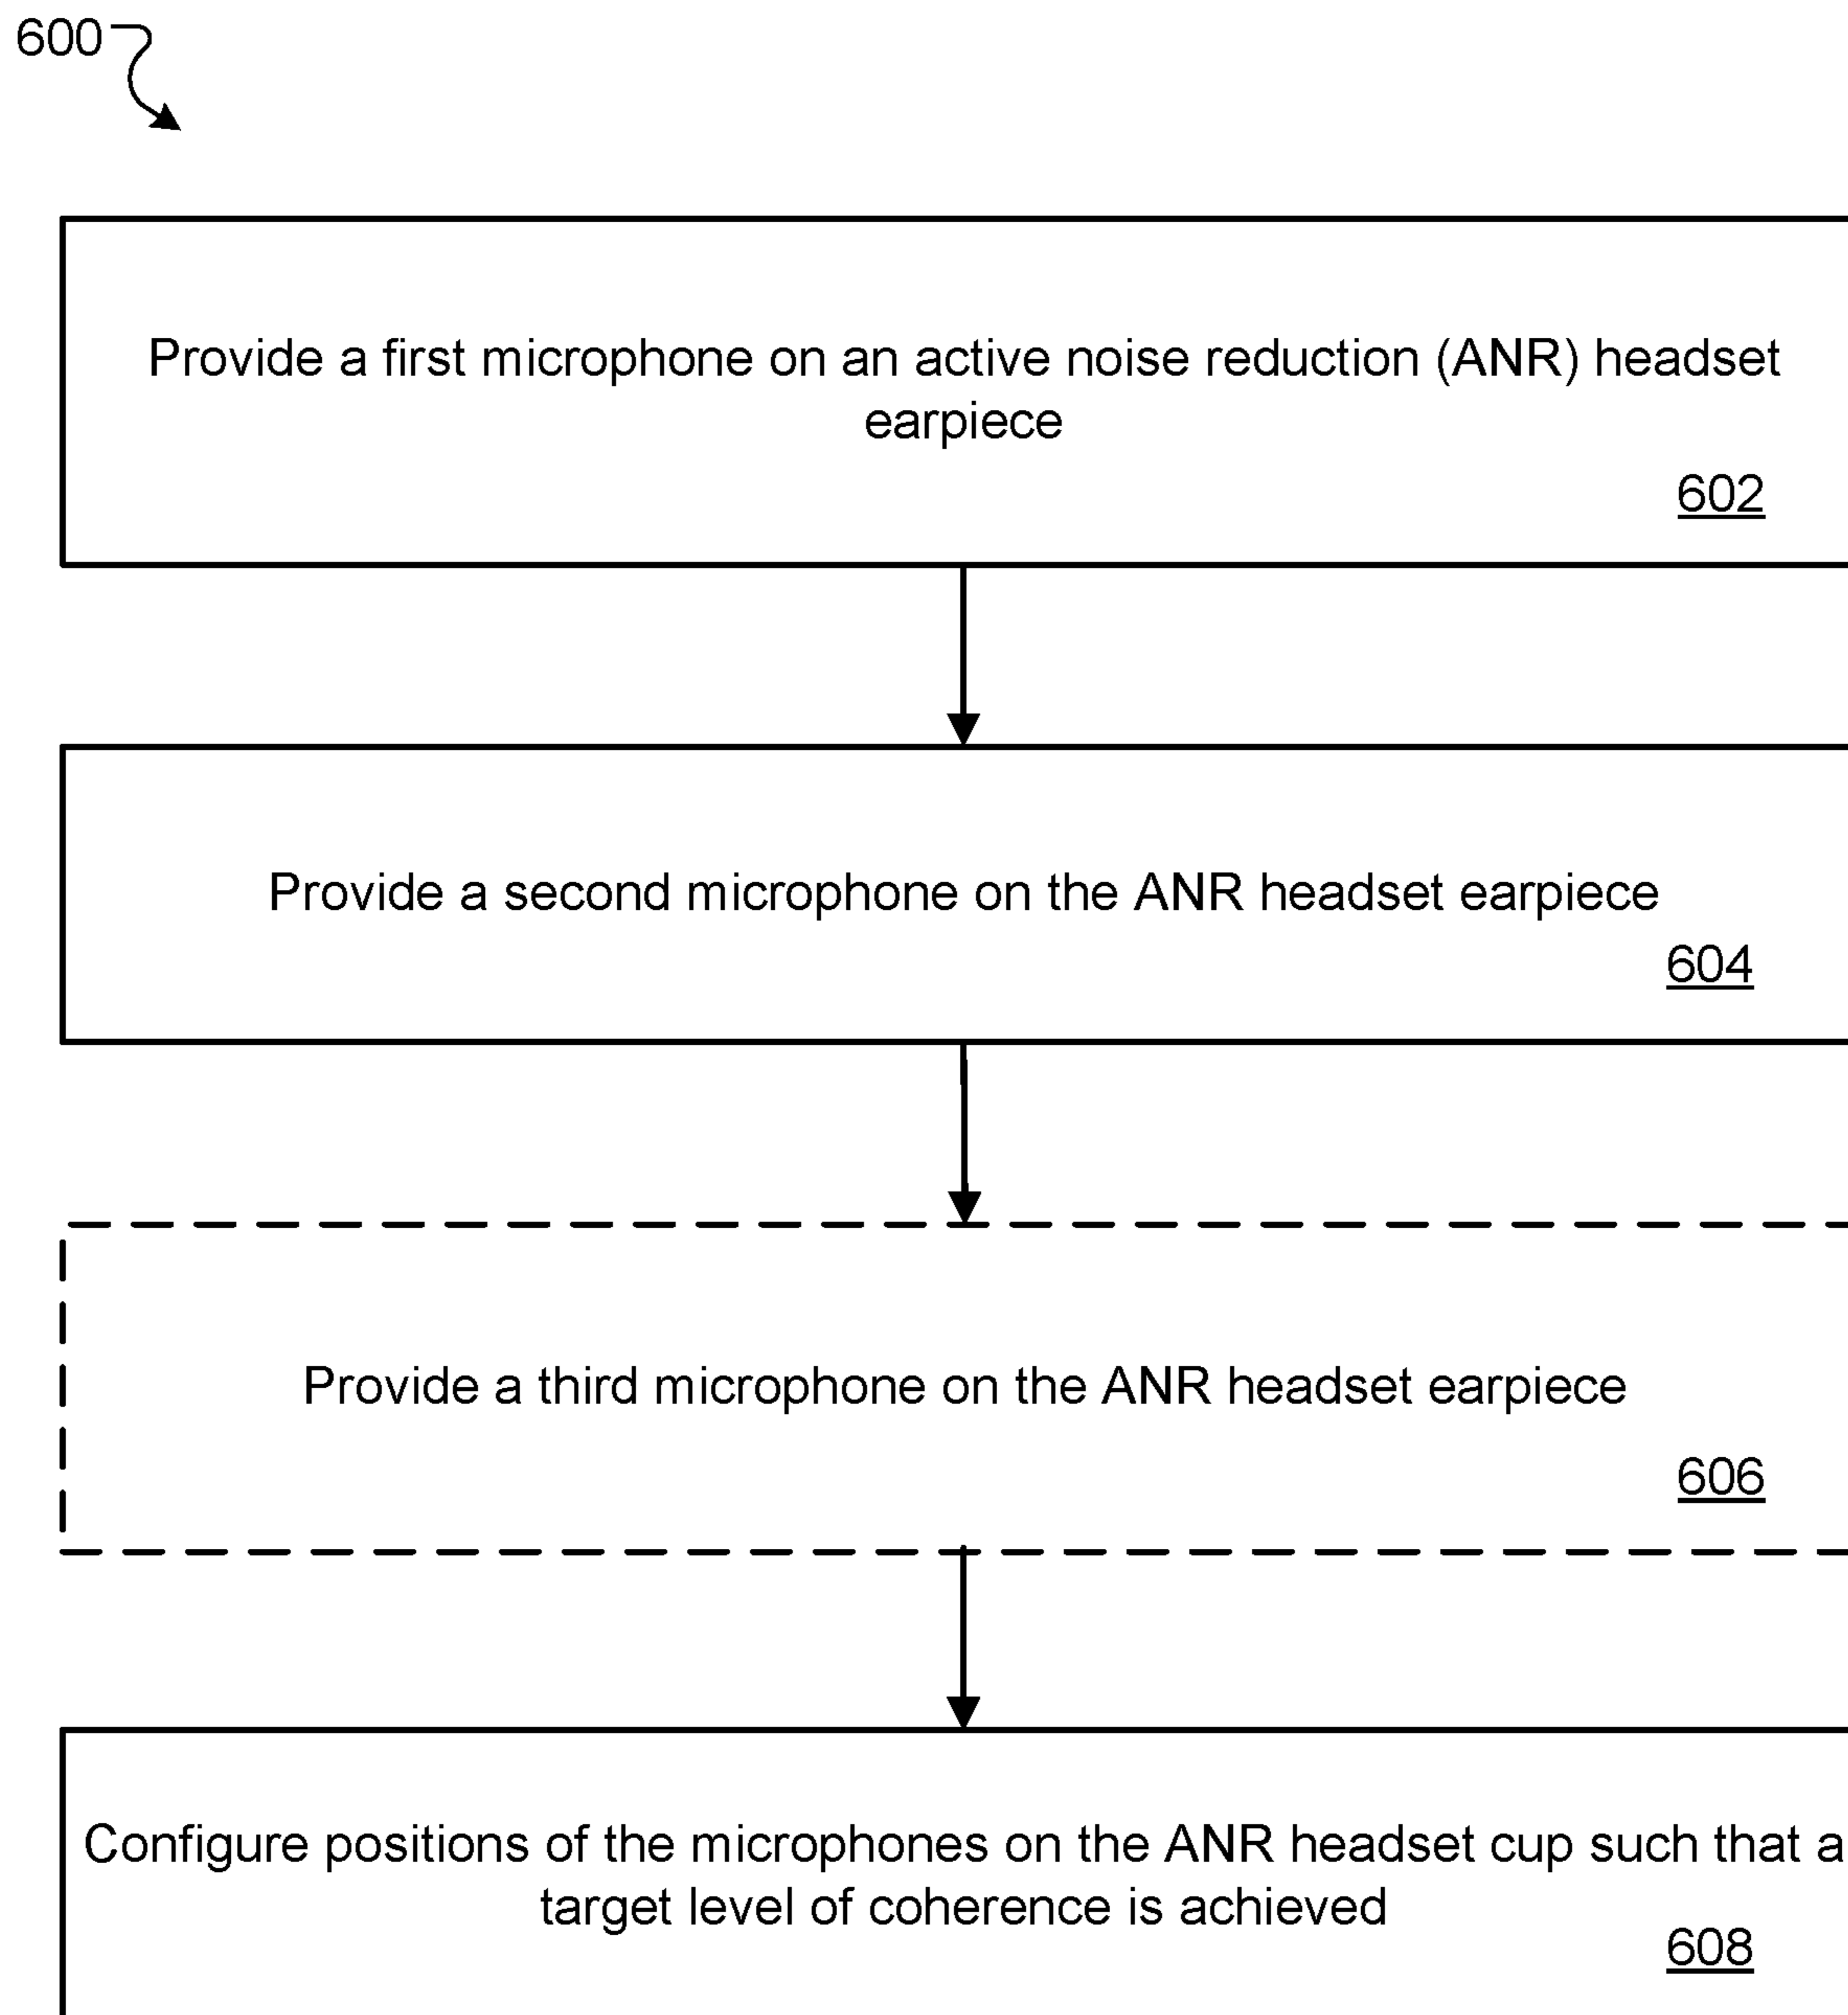 600
Provide a first microphone on an active noise reduction (ANR) headset
earpiece
602
Provide a second microphone on the ANR headset earpiece
604
Provide a third microphone on the ANR headset earpiece
606
Configure positions of the microphones on the ANR headset cup such that a
target level of coherence is achieved
608